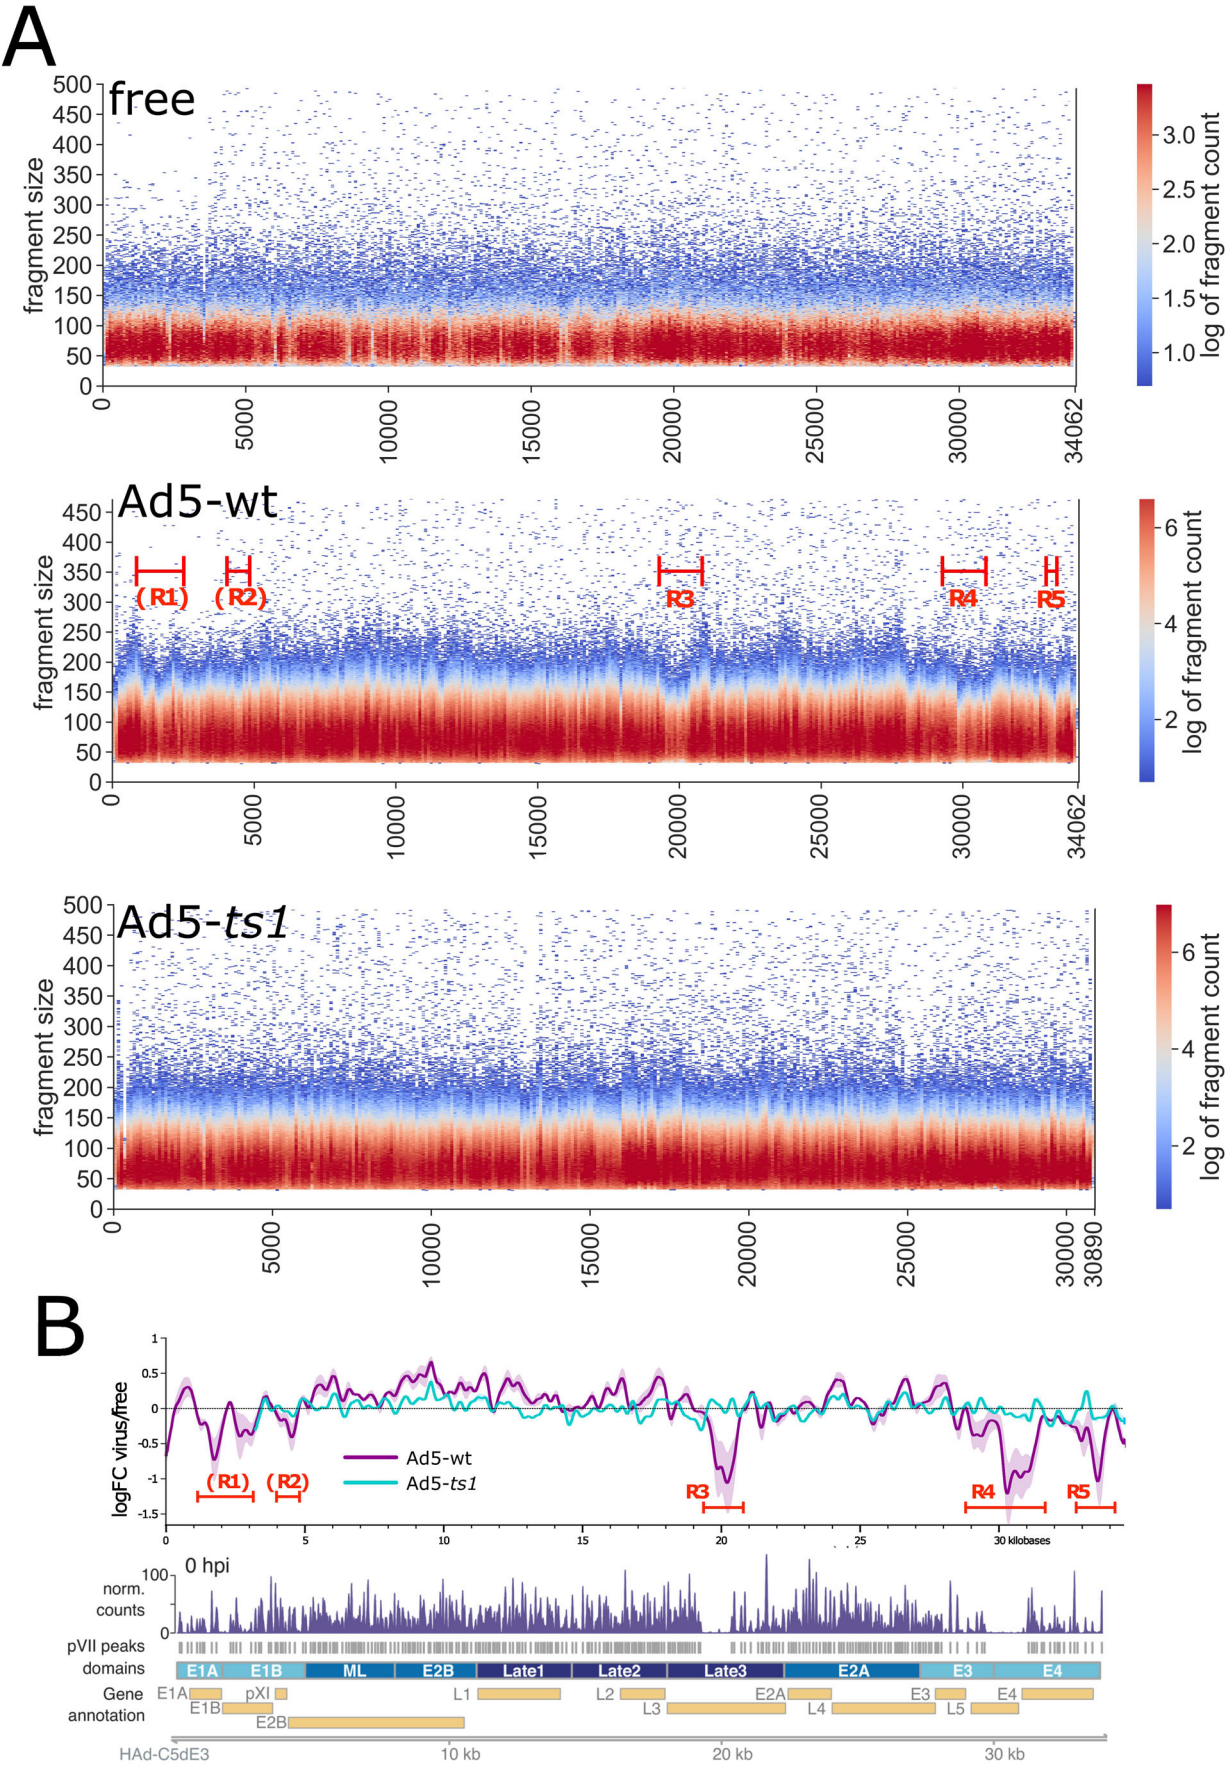 A
free
500
450
400
350
300
250
200
150
100
50
0
fragment size
0
5000
10000
15000
20000
25000
30000
34062
3.0
2.5
2.0
1.5
1.0
log of fragment count
Ad5-wt
450
400
350
300
250
200
150
100
50
0
fragment size
(R1)
(R2)
R3
R4
R5
0
5000
10000
15000
20000
25000
30000
34062
6
4
2
log of fragment count
Ad5-ts1
500
450
400
350
300
250
200
150
100
50
0
fragment size
0
5000
10000
15000
20000
25000
30000
30890
6
4
2
log of fragment count
B
1
0.5
0
-0.5
-1
-1.5
logFC virus/free
Ad5-wt
Ad5-ts1
(R1)
(R2)
R3
R4
R5
0 5 10 15 20 25 30 kilobases
0 hpi
100
norm.
counts
0
pVII peaks
domains E1A E1B ML E2B Late1 Late2 Late3 E2A E3 E4
Gene
annotation
E1A pXI L1 L2 E2A E3 E4
E1B L3 L4 L5
E2B
HAd-C5dE3 10 kb 20 kb 30 kb